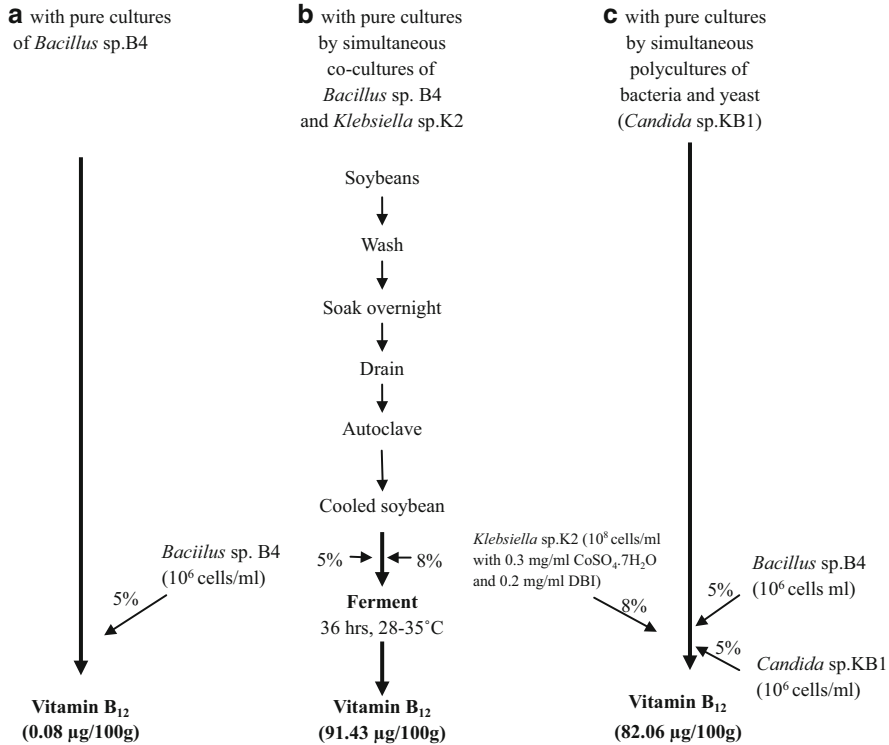 a with pure cultures
of Bacillus sp.B4
b with pure cultures
by simultaneous
co-cultures of
Bacillus sp. B4
and Klebsiella sp.K2
c with pure cultures
by simultaneous
polycultures of
bacteria and yeast
(Candida sp.KB1)
Soybeans
Wash
Soak overnight
Drain
Autoclave
Cooled soybean
5%
8%
Ferment
36 hrs, 28-35˚C
Baciilus sp. B4
(10⁶ cells/ml)
5%
Klebsiella sp.K2 (10⁸ cells/ml
with 0.3 mg/ml CoSO₄.7H₂O
and 0.2 mg/ml DBI)
8%
Bacillus sp.B4
(10⁶ cells ml)
5%
5%
Candida sp.KB1
(10⁶ cells/ml)
Vitamin B₁₂
(0.08 µg/100g)
Vitamin B₁₂
(91.43 µg/100g)
Vitamin B₁₂
(82.06 µg/100g)